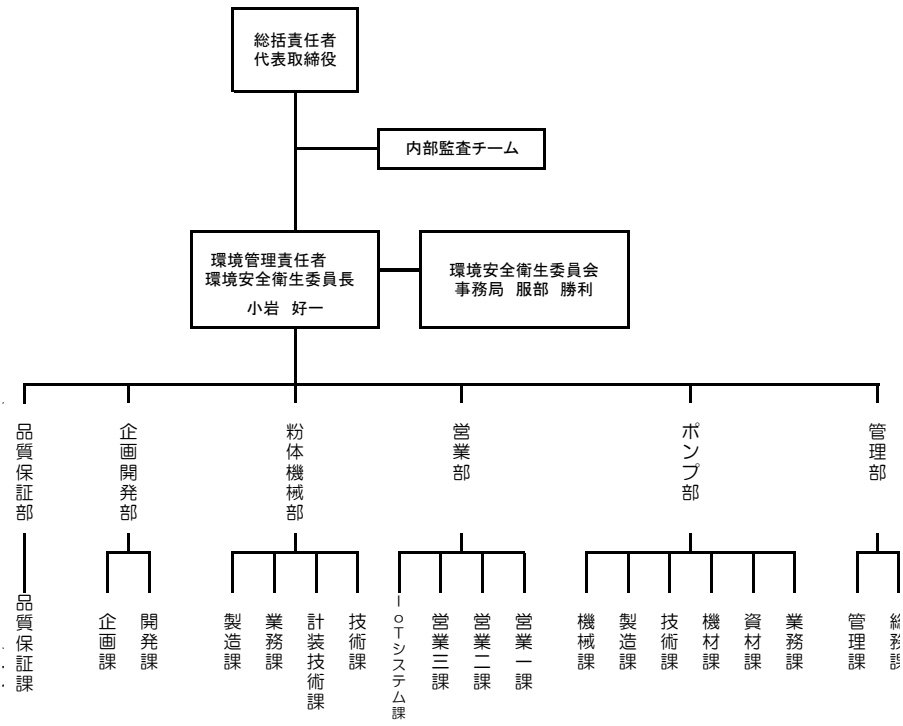 総括責任者
代表取締役
内部監査チーム
環境管理責任者
環境安全衛生委員長
小岩 好一
環境安全衛生委員会
事務局 服部 勝利
品質保証部
企画開発部
粉体機械部
営業部
ポンプ部
管理部
品質保証課
企画課
開発課
製造課
業務課
計装技術課
技術課
IoTシステム課
営業三課
営業二課
営業一課
機械課
製造課
技術課
機材課
資材課
業務課
管理課
総務課